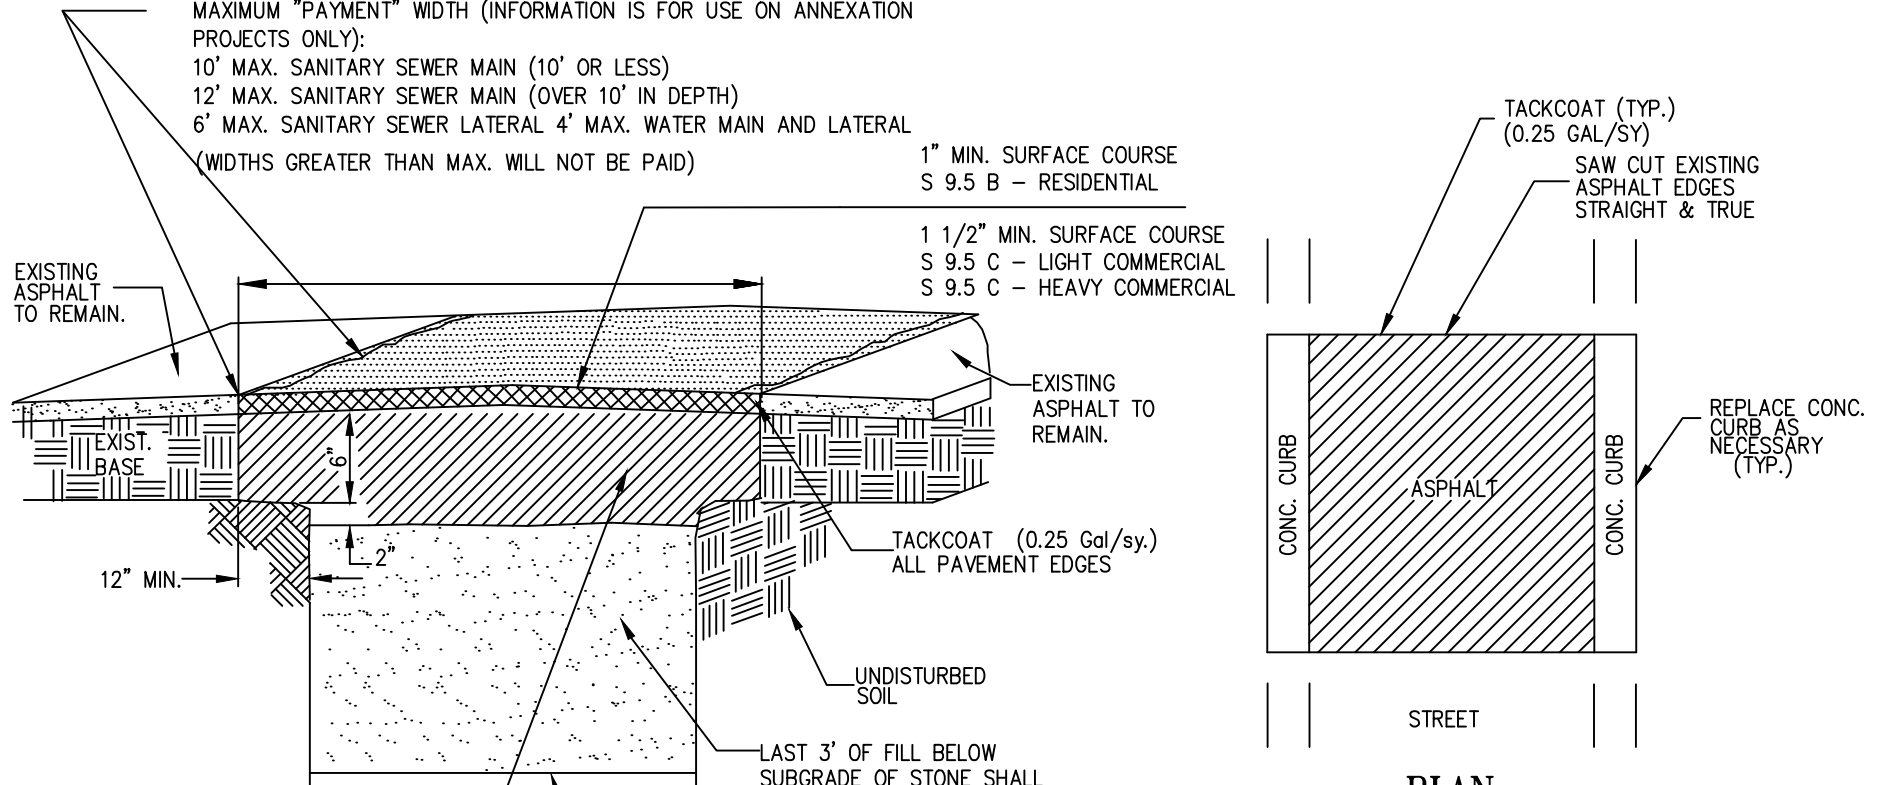 MAXIMUM "PAYMENT" WIDTH (INFORMATION IS FOR USE ON ANNEXATION
PROJECTS ONLY):
10' MAX. SANITARY SEWER MAIN (10' OR LESS)
12' MAX. SANITARY SEWER MAIN (OVER 10' IN DEPTH)
6' MAX. SANITARY SEWER LATERAL 4' MAX. WATER MAIN AND LATERAL
(WIDTHS GREATER THAN MAX. WILL NOT BE PAID)
1" MIN. SURFACE COURSE
S 9.5 B – RESIDENTIAL
1 1/2" MIN. SURFACE COURSE
S 9.5 C – LIGHT COMMERCIAL
S 9.5 C – HEAVY COMMERCIAL
EXISTING
ASPHALT
TO REMAIN.
EXISTING
ASPHALT TO
REMAIN.
EXIST.
BASE
6"
2"
12" MIN.
TACKCOAT (0.25 Gal/sy.)
ALL PAVEMENT EDGES
UNDISTURBED
SOIL
LAST 3' OF FILL BELOW
SUBGRADE OF STONE SHALL
TACKCOAT (TYP.)
(0.25 GAL/SY)
SAW CUT EXISTING
ASPHALT EDGES
STRAIGHT & TRUE
CONC. CURB
ASPHALT
CONC. CURB
REPLACE CONC.
CURB AS
NECESSARY
(TYP.)
STREET
PLAN